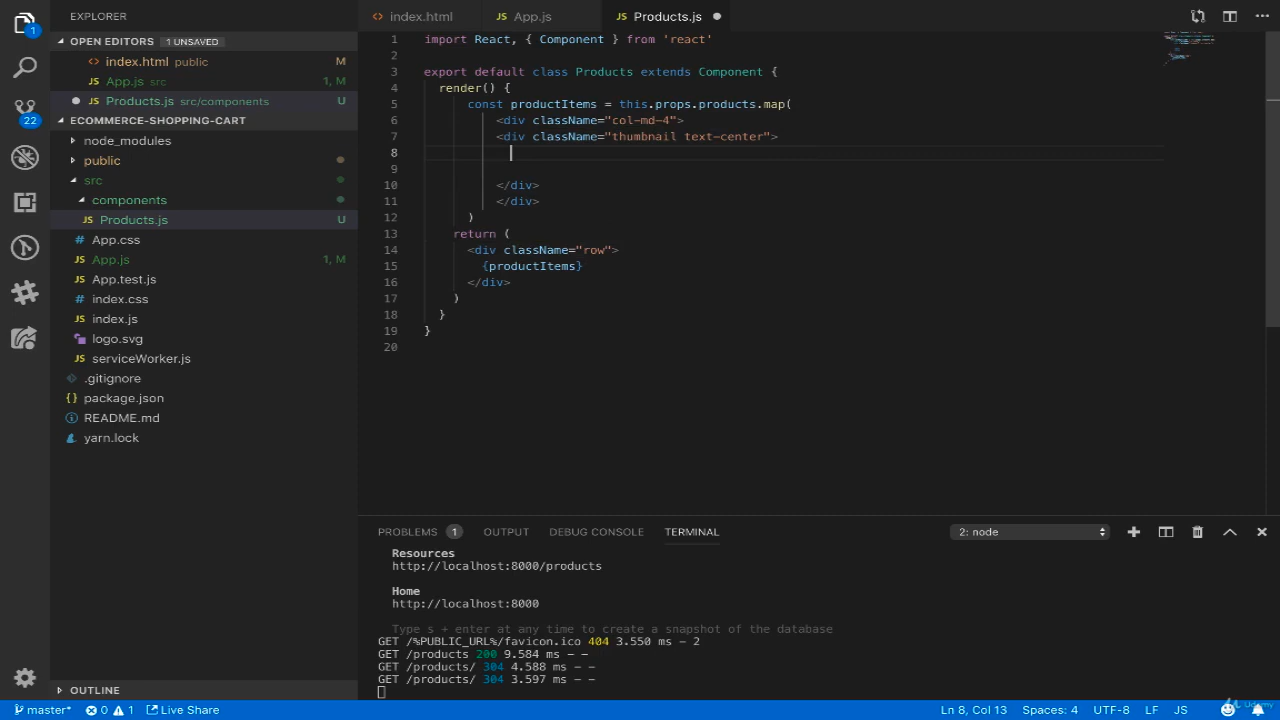 EXPLORER
OPEN EDITORS 1 UNSAVED
index.html public M
App.js src 1, M
Products.js src/components U
ECOMMERCE-SHOPPING-CART
node_modules
public
src
components
Products.js U
App.css
App.js 1, M
App.test.js
index.css
index.js
logo.svg
serviceWorker.js
.gitignore
package.json
README.md
yarn.lock
OUTLINE
1
22
index.html App.js Products.js
1 import React, { Component } from 'react'
2
3 export default class Products extends Component {
4 render() {
5 const productItems = this.props.products.map(
6 <div className="col-md-4">
7 <div className="thumbnail text-center">
8
9
10 </div>
11 </div>
12 )
13 return (
14 <div className="row">
15 {productItems}
16 </div>
17 )
18 }
19 }
20
PROBLEMS 1 OUTPUT DEBUG CONSOLE TERMINAL 2: node
Resources
http://localhost:8000/products
Home
http://localhost:8000
Type s + enter at any time to create a snapshot of the database
GET /%PUBLIC_URL%/favicon.ico 404 3.550 ms - 2
GET /products 200 9.584 ms - -
GET /products/ 304 4.588 ms - -
GET /products/ 304 3.597 ms - -
master* 0 1 Live Share Ln 8, Col 13 Spaces: 4 UTF-8 LF JS
Udemy